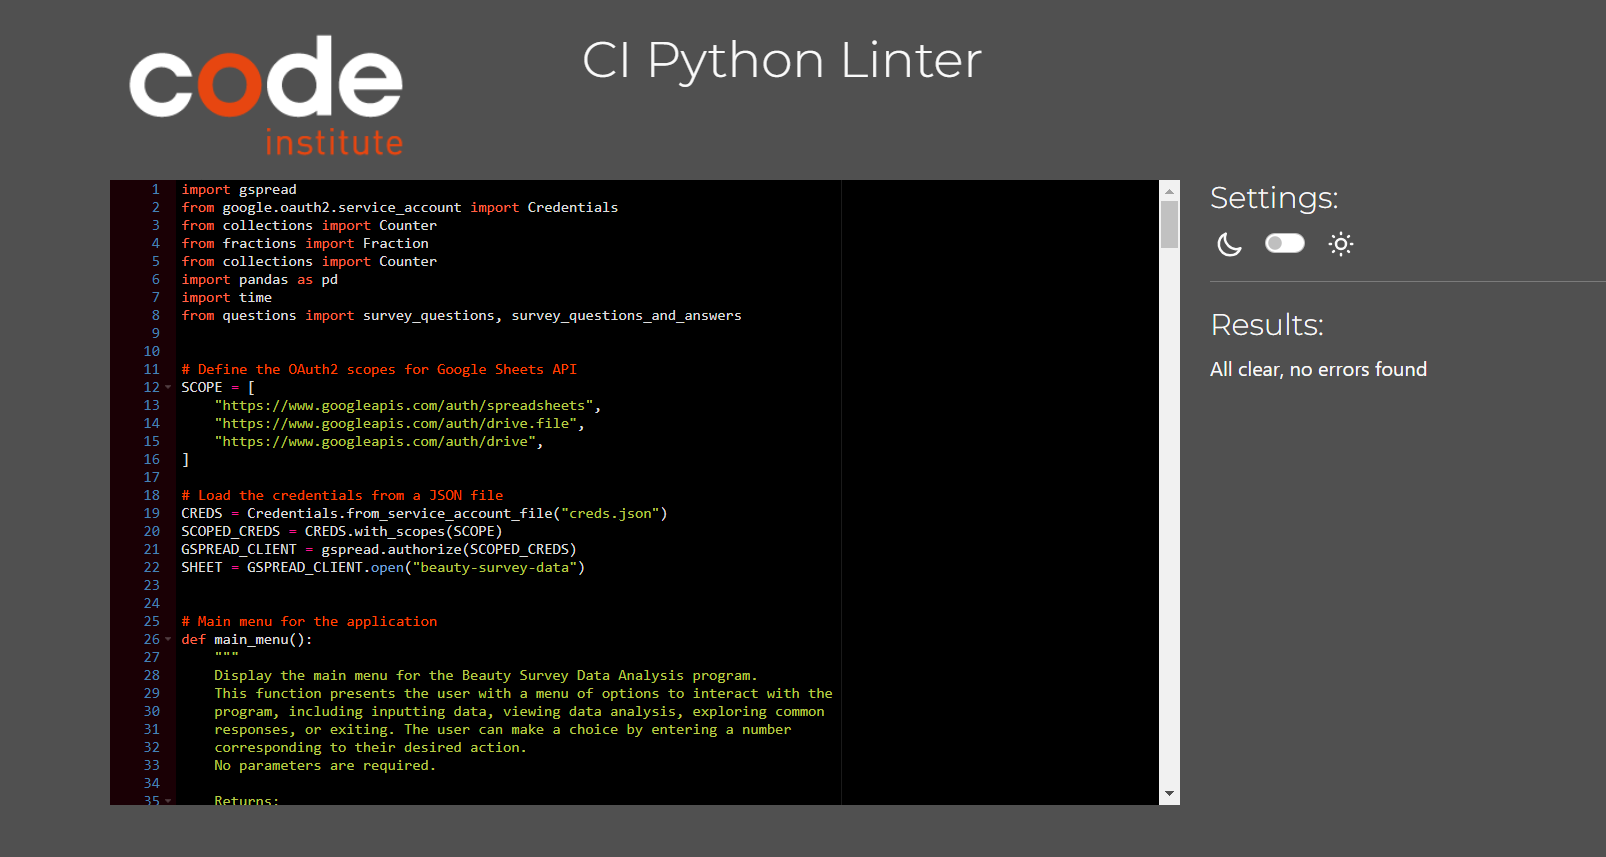 code
institute
CI Python Linter
1 import gspread
2 from google.oauth2.service_account import Credentials
3 from collections import Counter
4 from fractions import Fraction
5 from collections import Counter
6 import pandas as pd
7 import time
8 from questions import survey_questions, survey_questions_and_answers
9
10
11 # Define the OAuth2 scopes for Google Sheets API
12 SCOPE = [
13     "https://www.googleapis.com/auth/spreadsheets",
14     "https://www.googleapis.com/auth/drive.file",
15     "https://www.googleapis.com/auth/drive",
16 ]
17
18 # Load the credentials from a JSON file
19 CREDS = Credentials.from_service_account_file("creds.json")
20 SCOPED_CREDS = CREDS.with_scopes(SCOPE)
21 GSPREAD_CLIENT = gspread.authorize(SCOPED_CREDS)
22 SHEET = GSPREAD_CLIENT.open("beauty-survey-data")
23
24
25 # Main menu for the application
26 def main_menu():
27     """
28     Display the main menu for the Beauty Survey Data Analysis program.
29     This function presents the user with a menu of options to interact with the
30     program, including inputting data, viewing data analysis, exploring common
31     responses, or exiting. The user can make a choice by entering a number
32     corresponding to their desired action.
33     No parameters are required.
34
35     Returns:
Settings:
Results:
All clear, no errors found